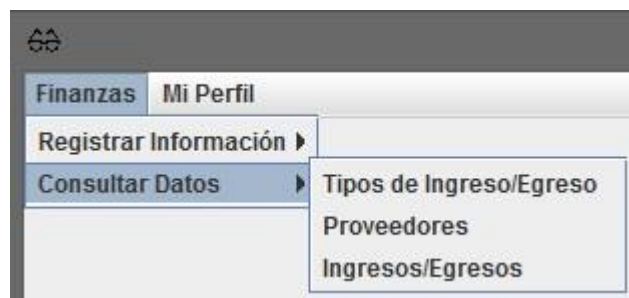 Finanzas Mi Perfil
Registrar Información
Consultar Datos
Tipos de Ingreso/Egreso
Proveedores
Ingresos/Egresos